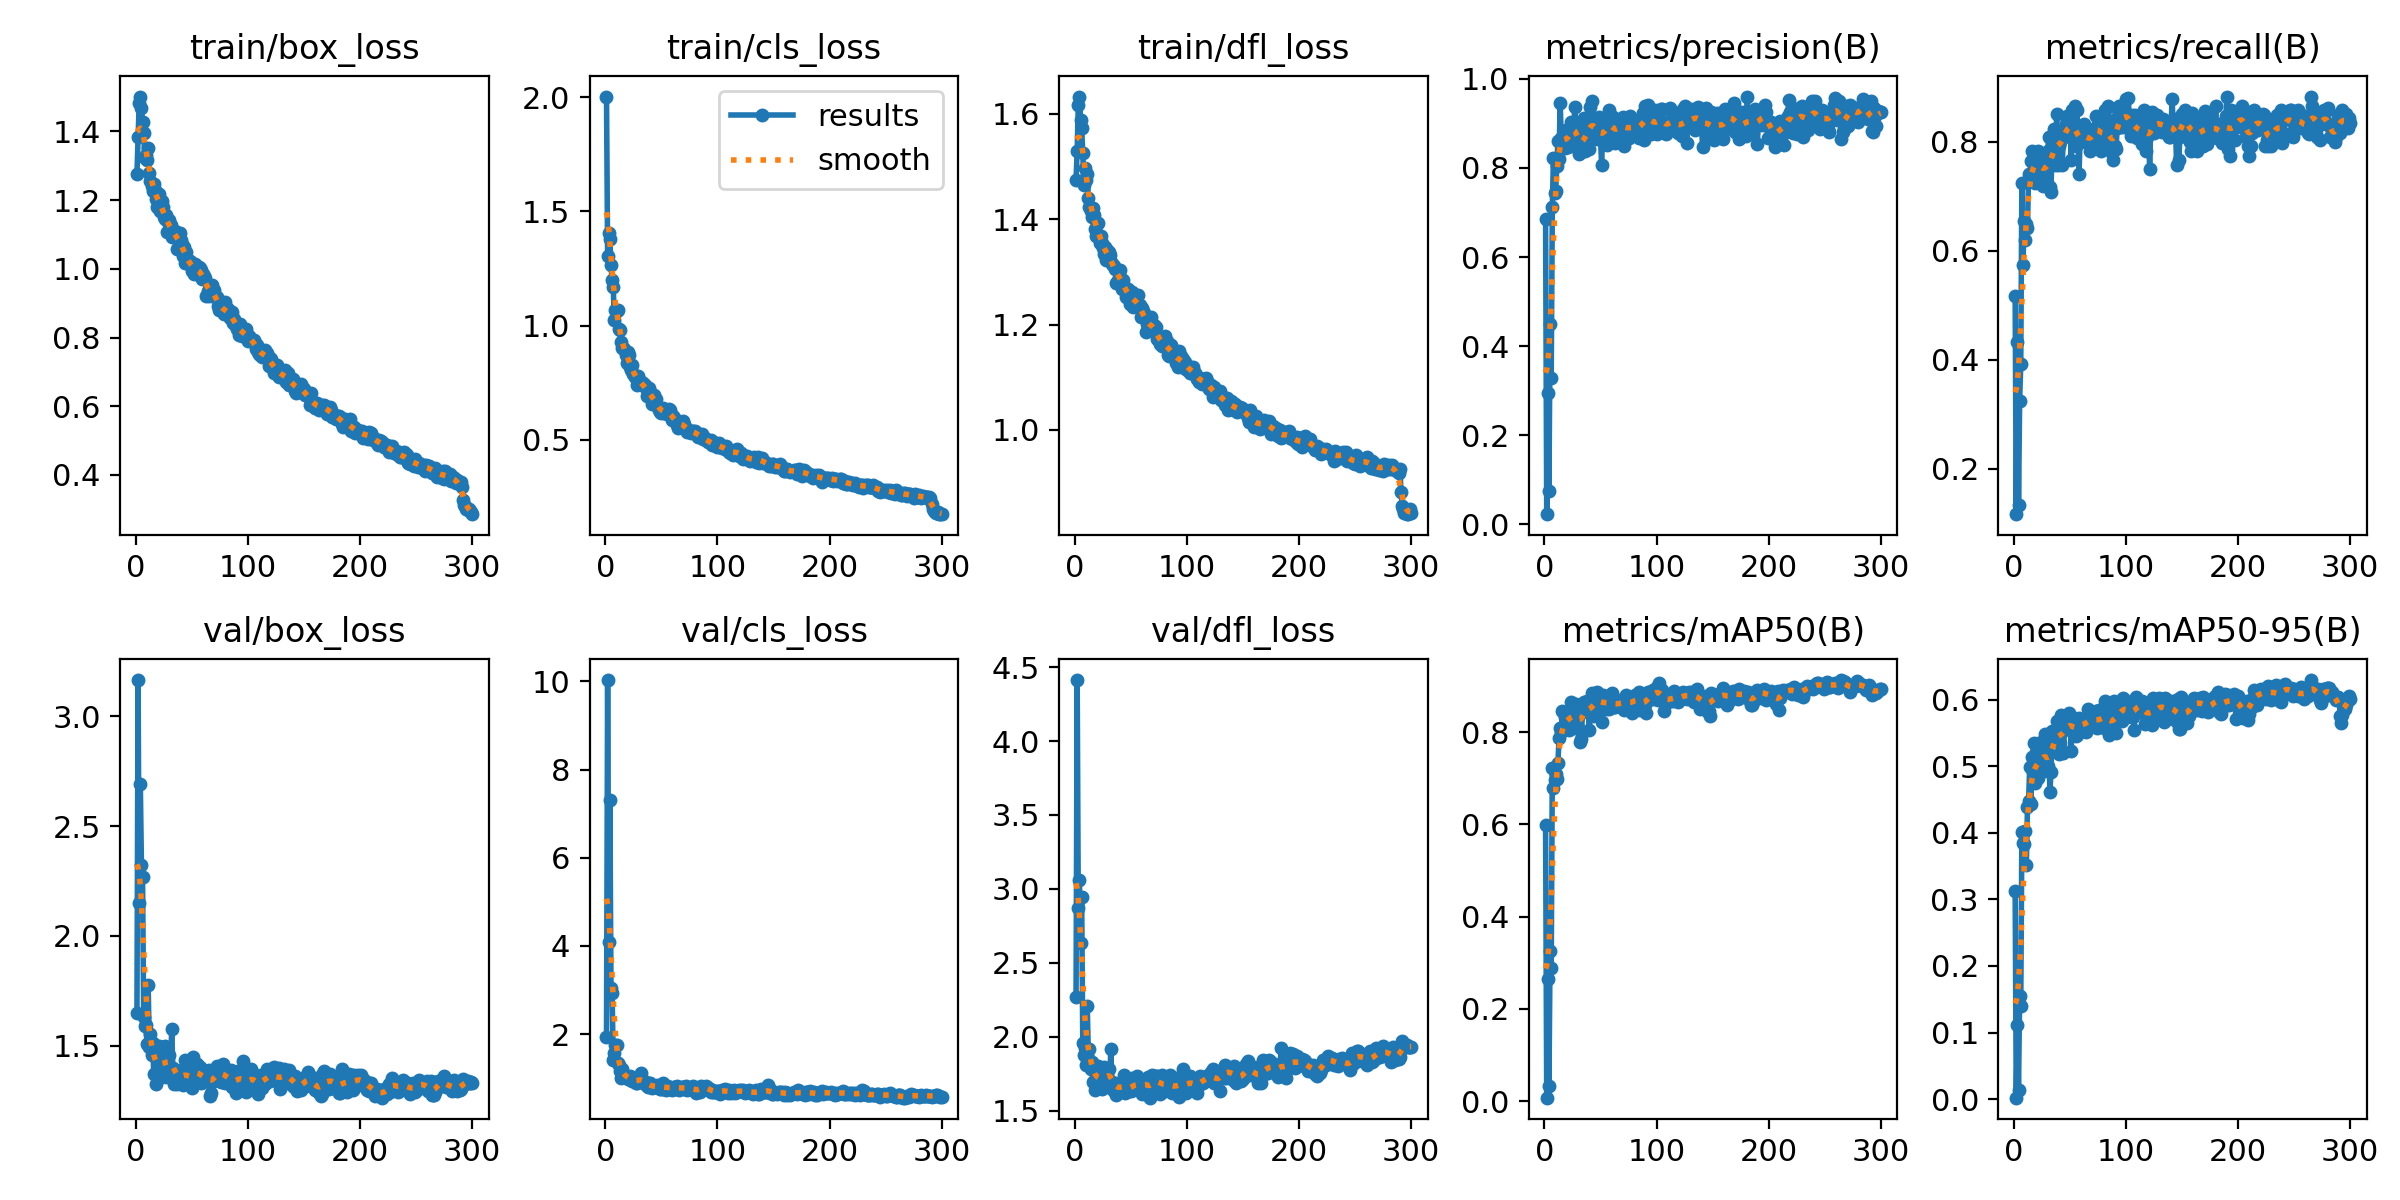 train/box_loss
train/cls_loss
train/dfl_loss
metrics/precision(B)
metrics/recall(B)
1.4
1.2
1.0
0.8
0.6
0.4
0 100 200 300
2.0
1.5
1.0
0.5
0 100 200 300
results
smooth
1.6
1.4
1.2
1.0
0 100 200 300
1.0
0.8
0.6
0.4
0.2
0.0
0 100 200 300
0.8
0.6
0.4
0.2
0 100 200 300
val/box_loss
val/cls_loss
val/dfl_loss
metrics/mAP50(B)
metrics/mAP50-95(B)
3.0
2.5
2.0
1.5
0 100 200 300
10
8
6
4
2
0 100 200 300
4.5
4.0
3.5
3.0
2.5
2.0
1.5
0 100 200 300
0.8
0.6
0.4
0.2
0.0
0 100 200 300
0.6
0.5
0.4
0.3
0.2
0.1
0.0
0 100 200 300